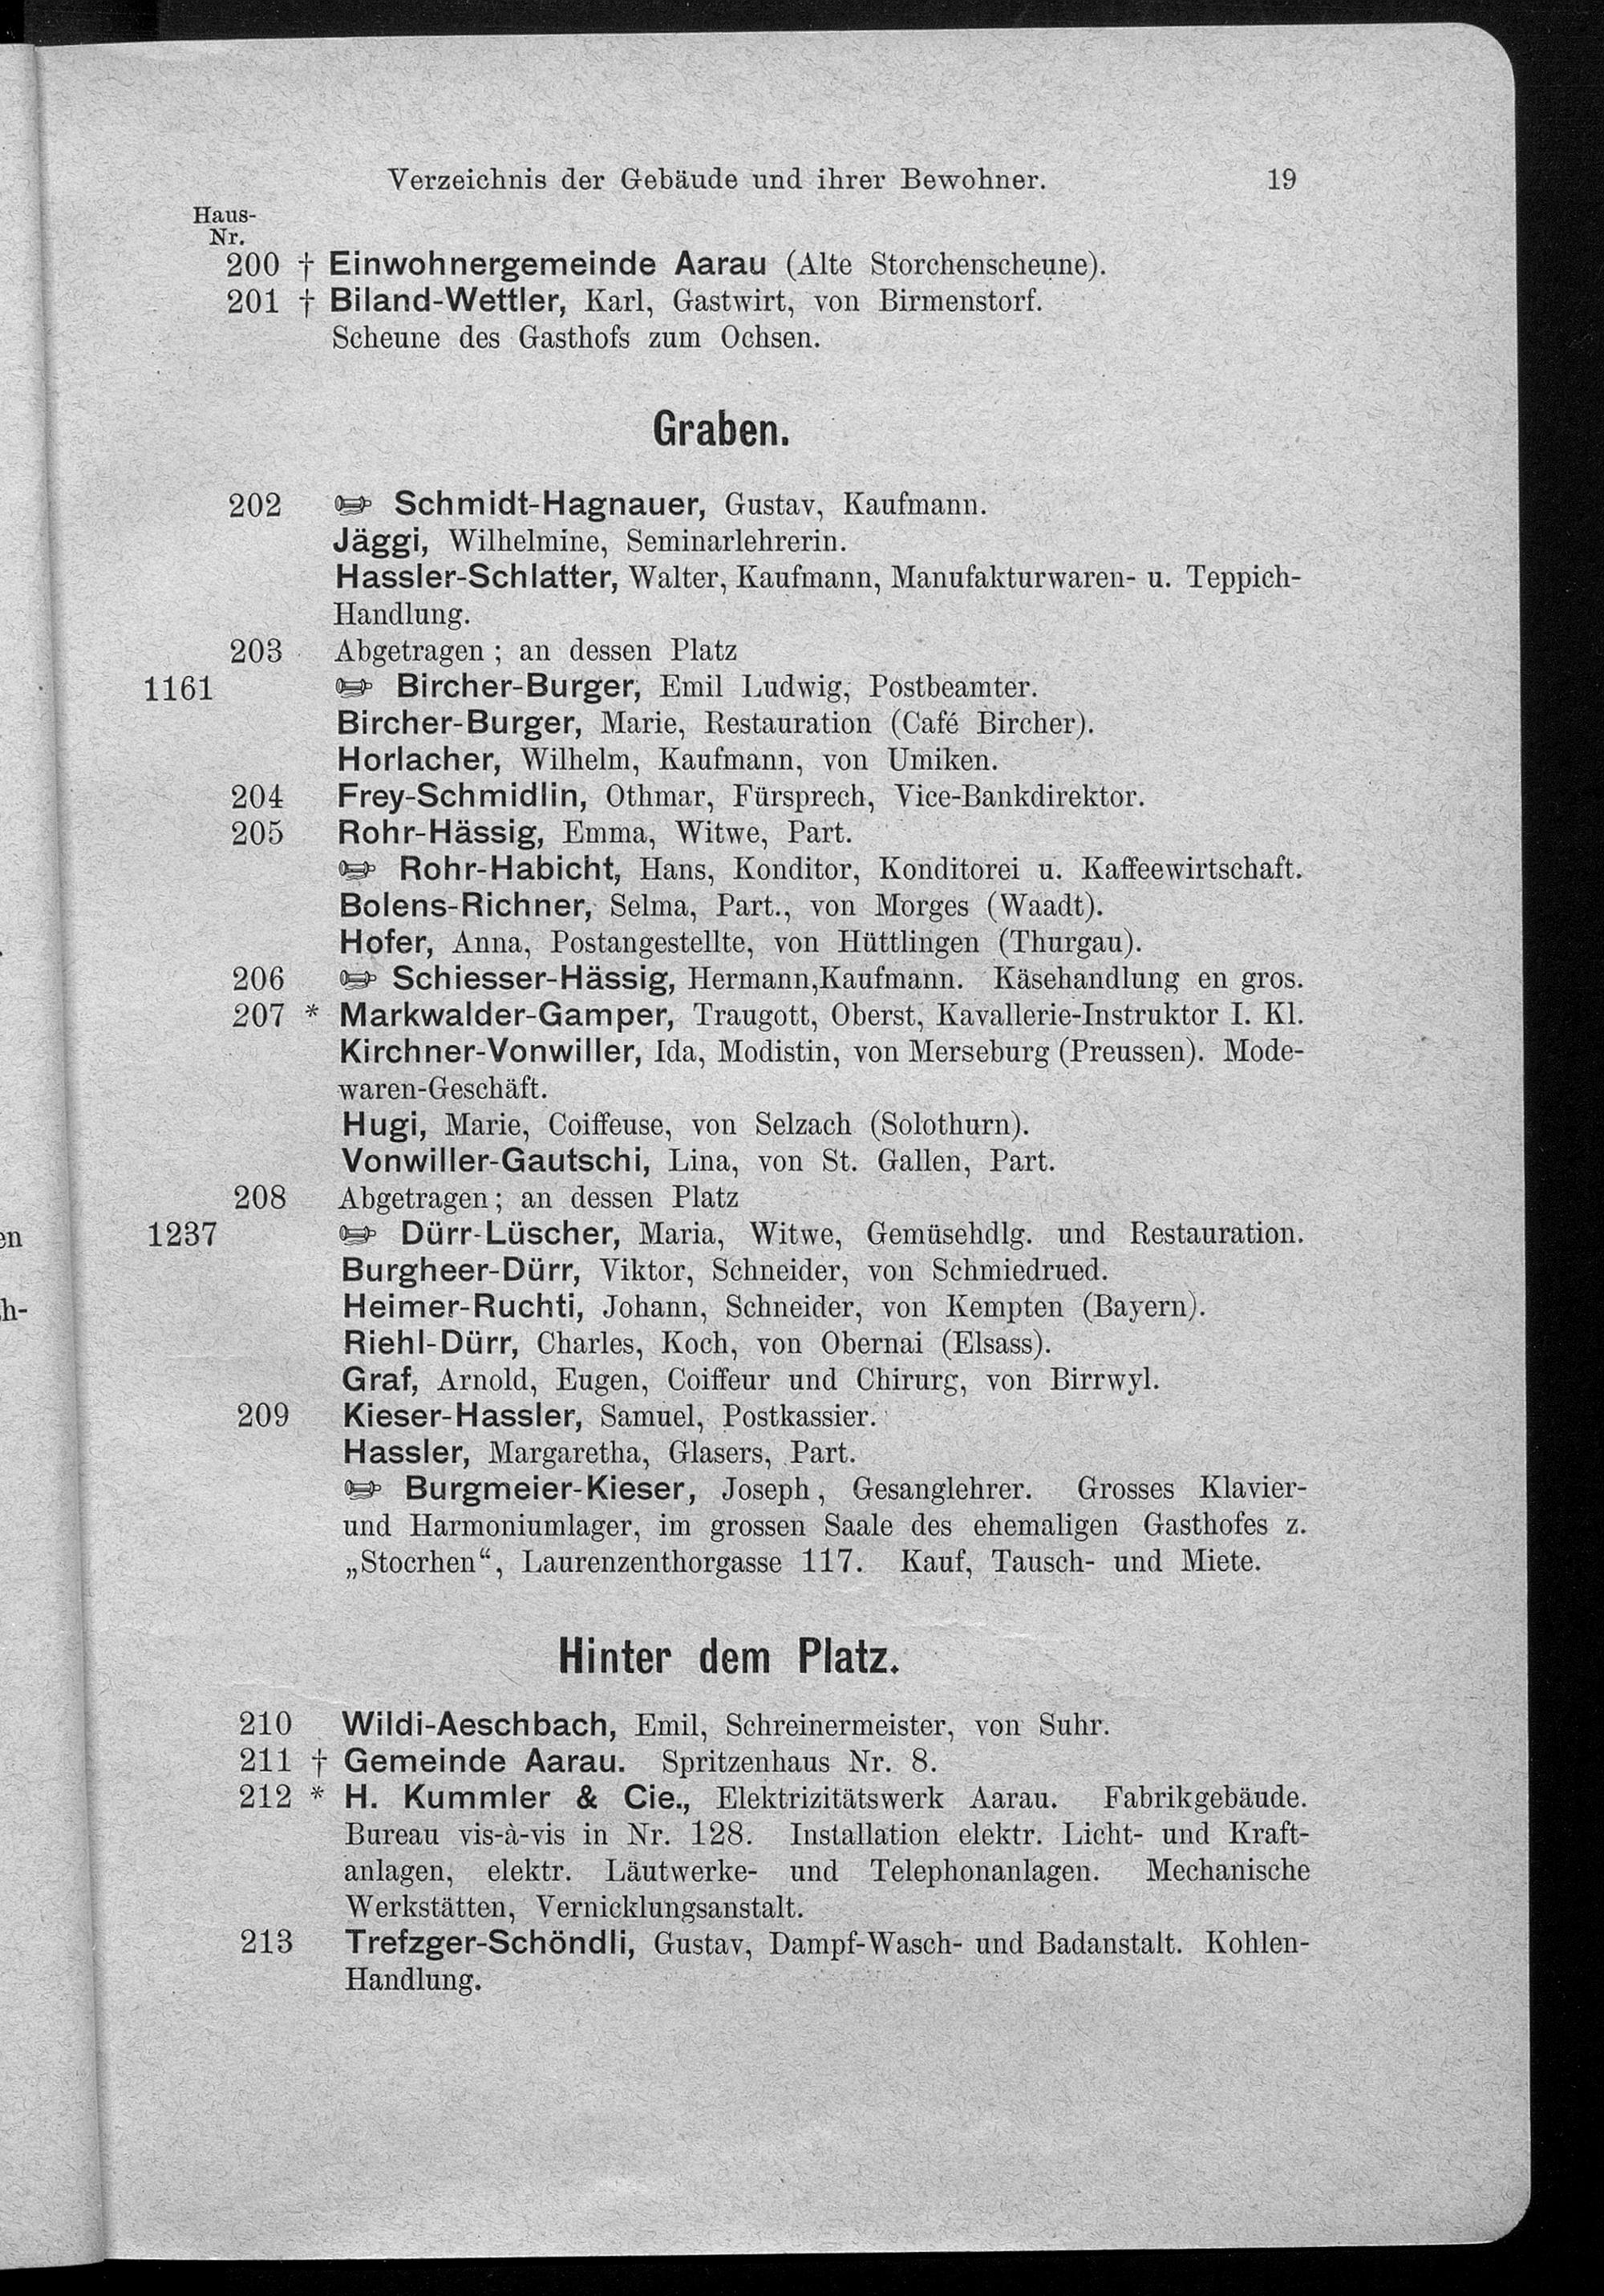 Verzeichnis der Gebäude und ihrer Bewohner. 19
Haus-
Nr.
200 † Einwohnergemeinde Aarau (Alte Storchenscheune).
201 † Biland-Wettler, Karl, Gastwirt, von Birmenstorf.
Scheune des Gasthofs zum Ochsen.
Graben.
202 Schmidt-Hagnauer, Gustav, Kaufmann.
Jäggi, Wilhelmine, Seminarlehrerin.
Hassler-Schlatter, Walter, Kaufmann, Manufakturwaren- u. Teppich-
Handlung.
203 Abgetragen; an dessen Platz
1161 Bircher-Burger, Emil Ludwig, Postbeamter.
Bircher-Burger, Marie, Restauration (Café Bircher).
Horlacher, Wilhelm, Kaufmann, von Umiken.
204 Frey-Schmidlin, Othmar, Fürsprech, Vice-Bankdirektor.
205 Rohr-Hässig, Emma, Witwe, Part.
Rohr-Habicht, Hans, Konditor, Konditorei u. Kaffeewirtschaft.
Bolens-Richner, Selma, Part., von Morges (Waadt).
Hofer, Anna, Postangestellte, von Hüttlingen (Thurgau).
206 Schiesser-Hässig, Hermann,Kaufmann. Käsehandlung en gros.
207 * Markwalder-Gamper, Traugott, Oberst, Kavallerie-Instruktor I. Kl.
Kirchner-Vonwiller, Ida, Modistin, von Merseburg (Preussen). Mode-
waren-Geschäft.
Hugi, Marie, Coiffeuse, von Selzach (Solothurn).
Vonwiller-Gautschi, Lina, von St. Gallen, Part.
208 Abgetragen; an dessen Platz
en
1237 Dürr-Lüscher, Maria, Witwe, Gemüsehdlg. und Restauration.
Burgheer-Dürr, Viktor, Schneider, von Schmiedrued.
h-
Heimer-Ruchti, Johann, Schneider, von Kempten (Bayern).
Riehl-Dürr, Charles, Koch, von Obernai (Elsass).
Graf, Arnold, Eugen, Coiffeur und Chirurg, von Birrwyl.
209 Kieser-Hassler, Samuel, Postkassier.
Hassler, Margaretha, Glasers, Part.
Burgmeier-Kieser, Joseph, Gesanglehrer. Grosses Klavier-
und Harmoniumlager, im grossen Saale des ehemaligen Gasthofes z.
„Stocrhen“, Laurenzenthorgasse 117. Kauf, Tausch- und Miete.
Hinter dem Platz.
210 Wildi-Aeschbach, Emil, Schreinermeister, von Suhr.
211 † Gemeinde Aarau. Spritzenhaus Nr. 8.
212 * H. Kummler & Cie., Elektrizitätswerk Aarau. Fabrikgebäude.
Bureau vis-à-vis in Nr. 128. Installation elektr. Licht- und Kraft-
anlagen, elektr. Läutwerke- und Telephonanlagen. Mechanische
Werkstätten, Vernicklungsanstalt.
213 Trefzger-Schöndli, Gustav, Dampf-Wasch- und Badanstalt. Kohlen-
Handlung.